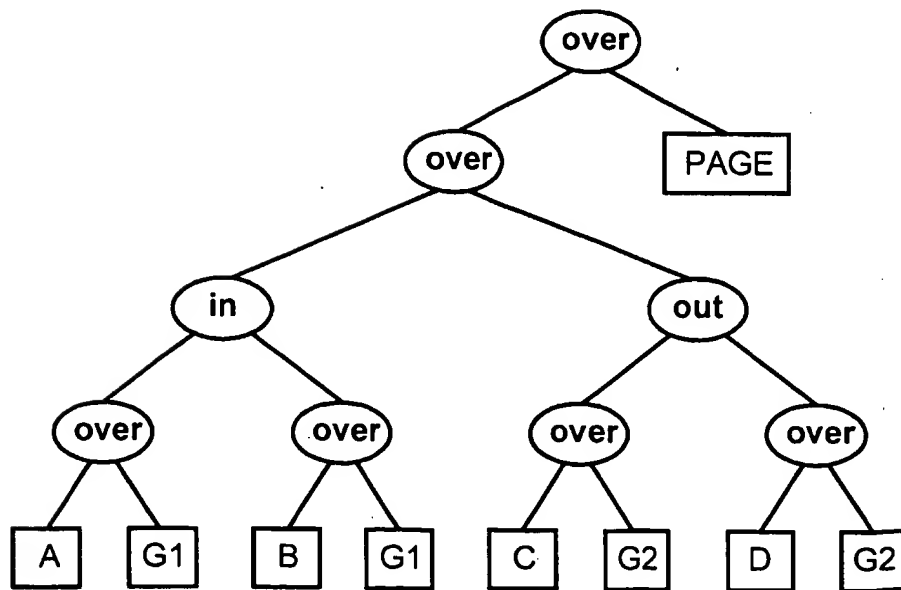 over
over PAGE
in out
over over over over
A G1 B G1 C G2 D G2